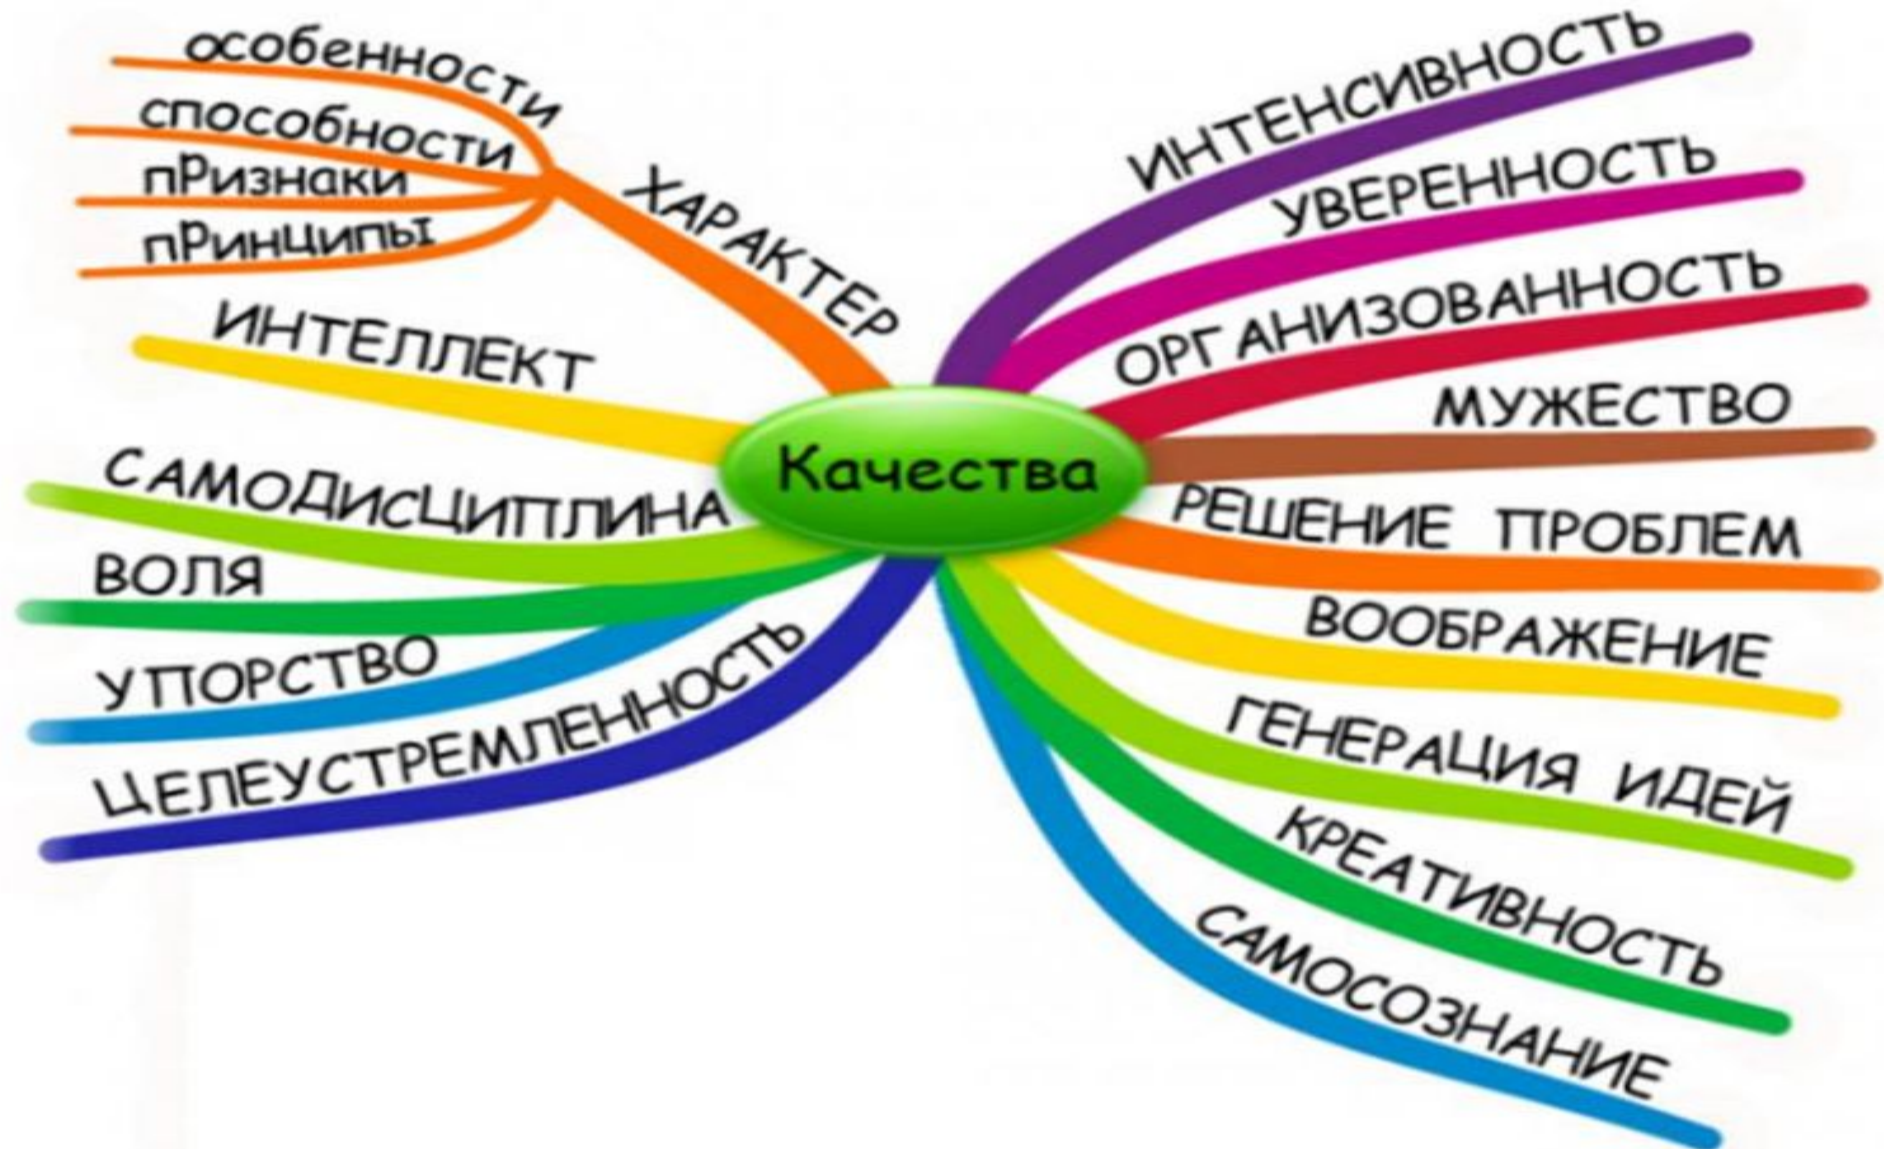 особенности
способности
пРизнаки
пРинЦипы
ХАРАКТЕР
ИНТЕЛЛЕКТ
САМОДИСЦИПЛИНА
ВОЛЯ
УПОРСТВО
ЦЕЛЕУСТРЕМЛЕННОСТЬ
Качества
ИНТЕНСИВНОСТЬ
УВЕРЕННОСТЬ
ОРГАНИЗОВАННОСТЬ
МУЖЕСТВО
РЕШЕНИЕ ПРОБЛЕМ
ВООБРАЖЕНИЕ
ГЕНЕРАЦИЯ ИДЕЙ
КРЕАТИВНОСТЬ
САМОСОЗНАНИЕ